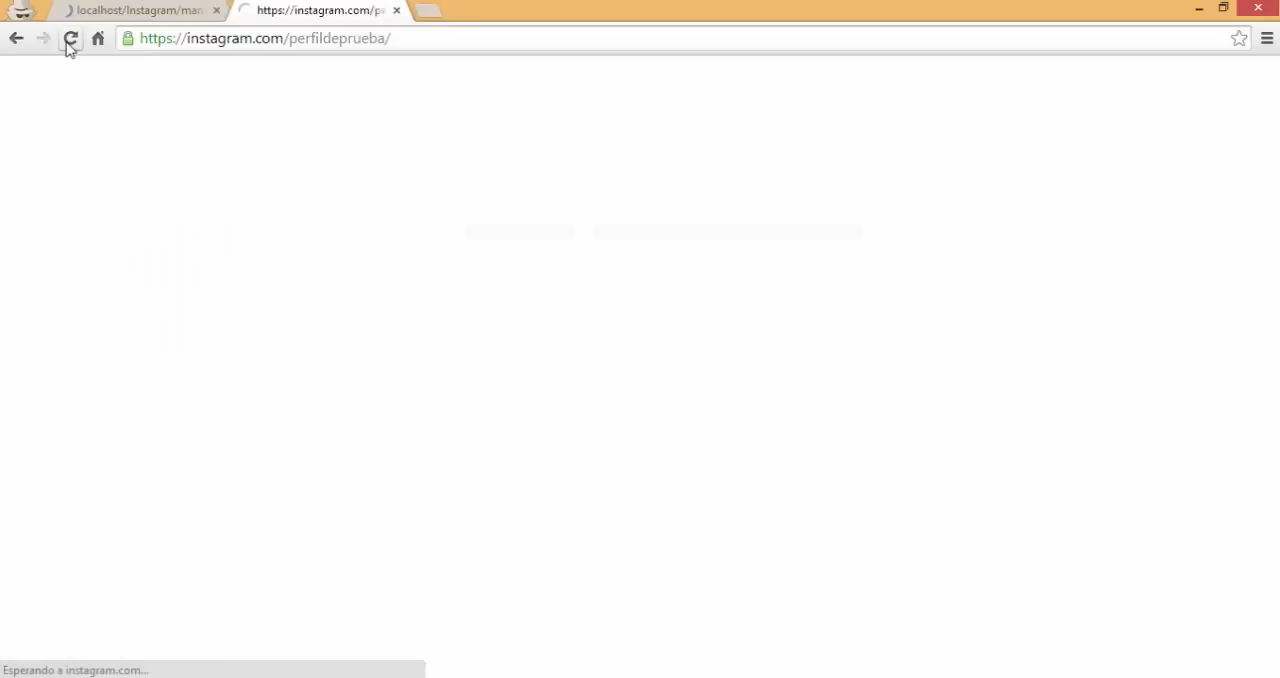 localhost/Instagram/man
https://instagram.com/pe
https://instagram.com/perfildeprueba/
Esperando a instagram.com...